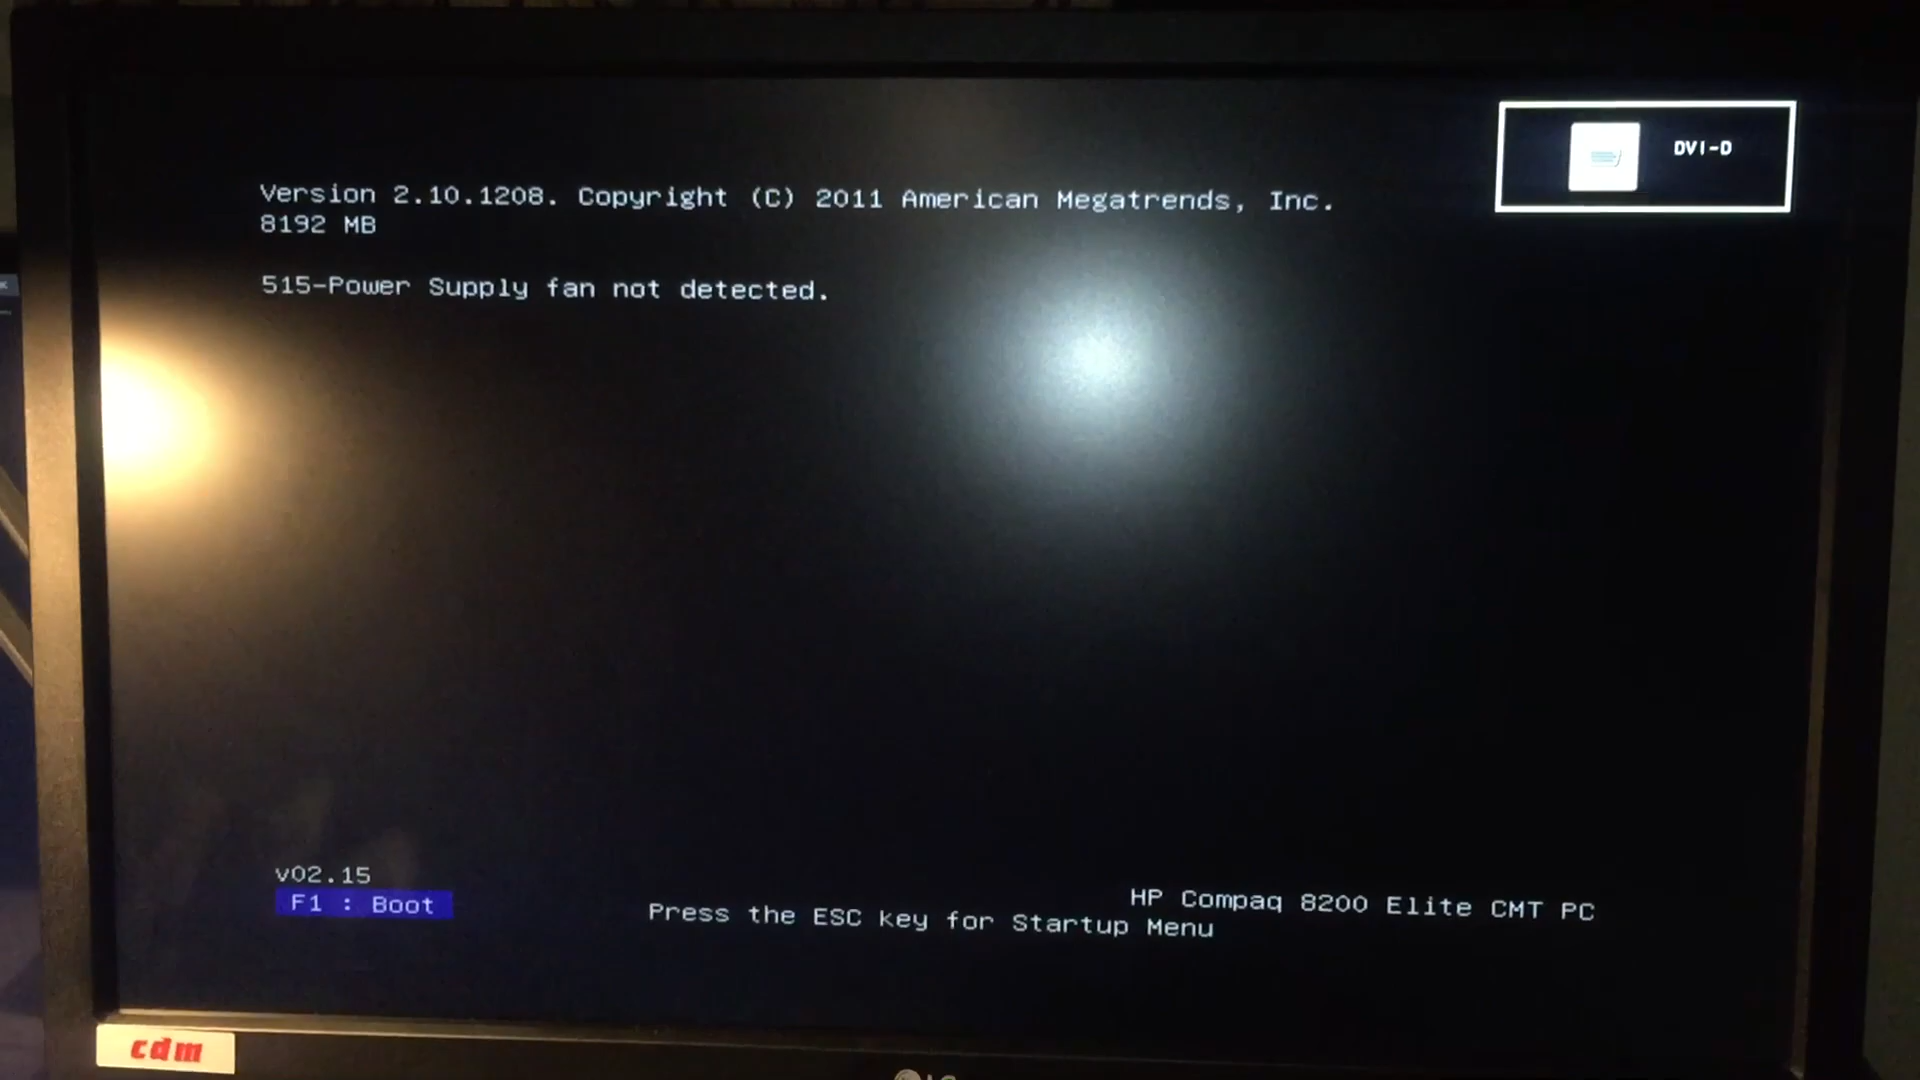 DVI-D
Version 2.10.1208. Copyright (C) 2011 American Megatrends, Inc.
8192 MB
515-Power Supply fan not detected.
v02.15
F1 : Boot
HP Compaq 8200 Elite CMT PC
Press the ESC key for Startup Menu
cdm
LG